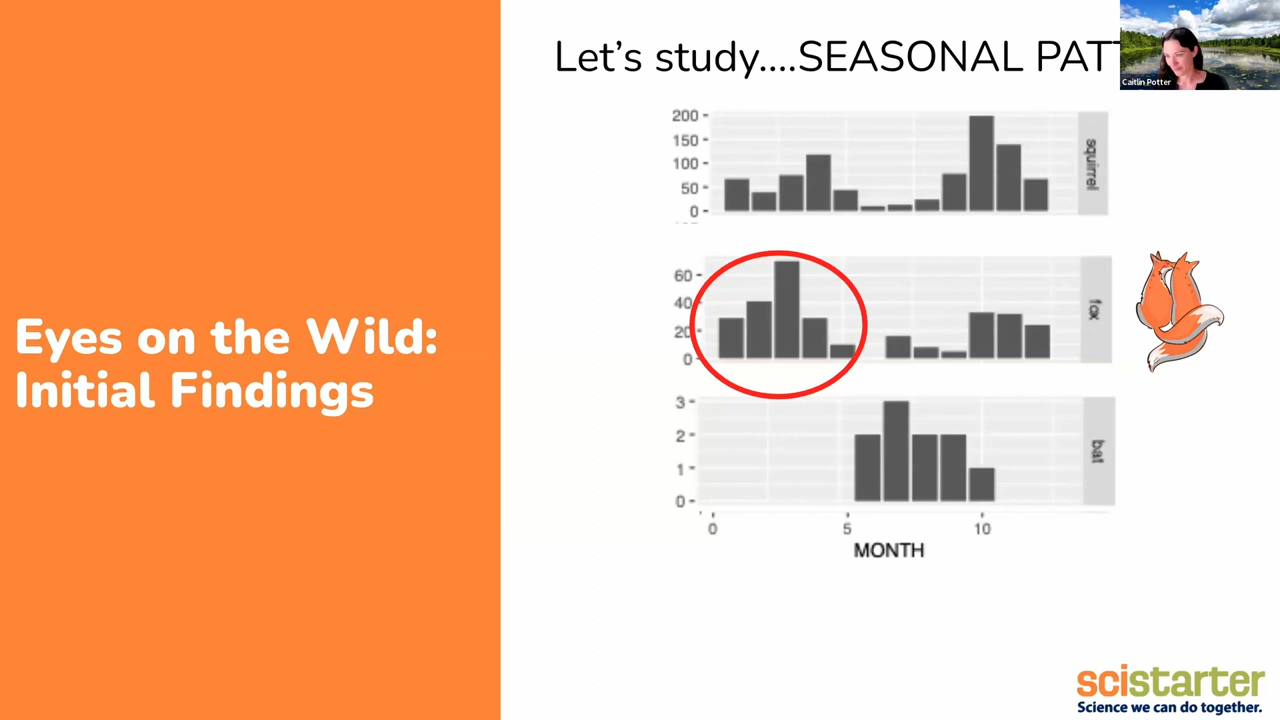 Let's study....SEASONAL PAT
Caitlin Potter
Eyes on the Wild:
Initial Findings
200
150
100
50
0
squirrel
60
40
20
0
fox
3
2
1
0
bat
0 5 10
MONTH
scistarter
Science we can do together.